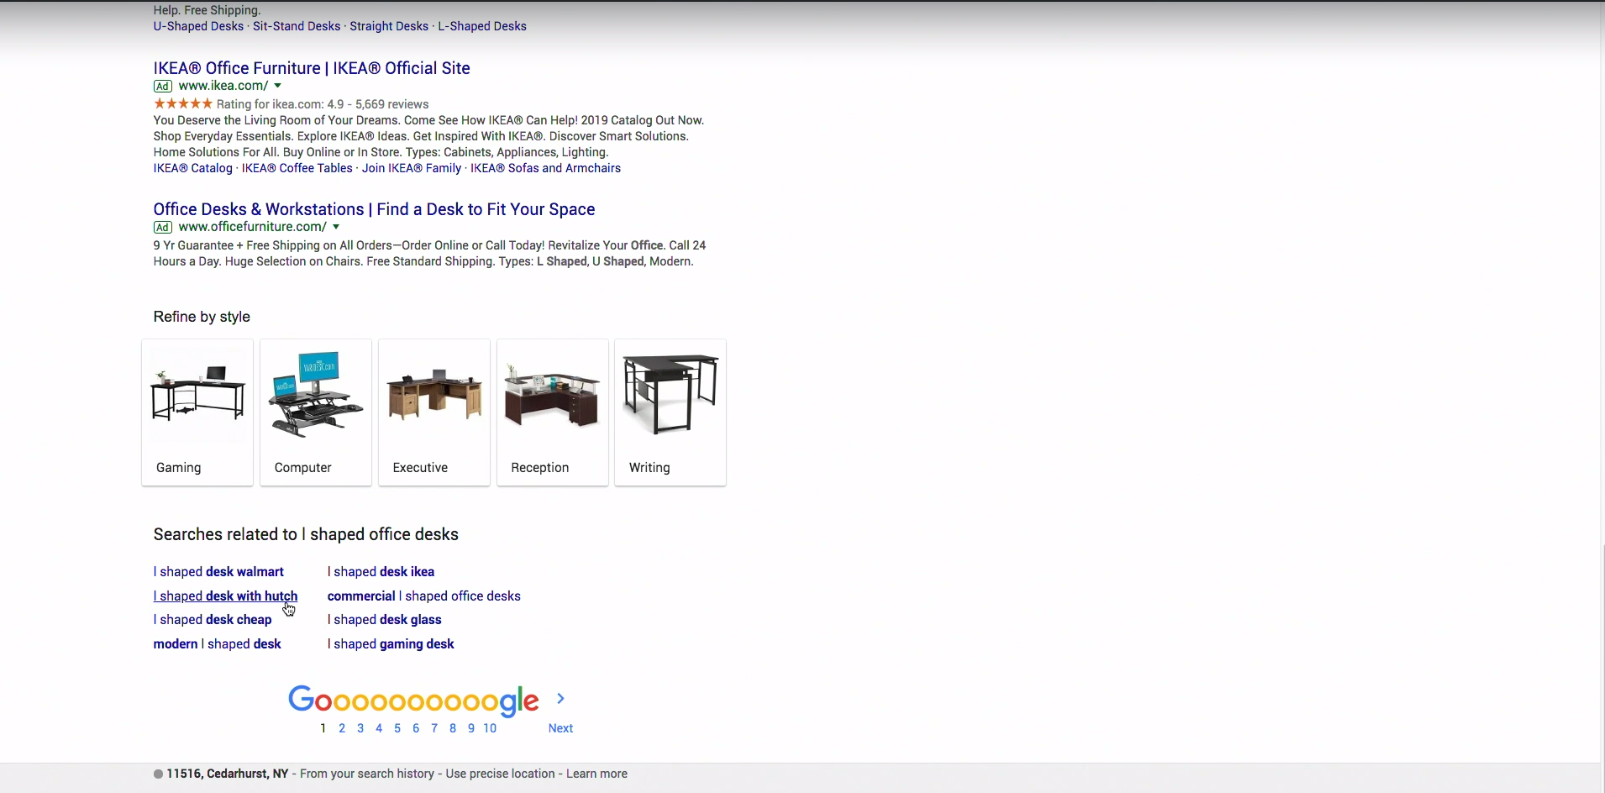 Help. Free Shipping.
U-Shaped Desks · Sit-Stand Desks · Straight Desks · L-Shaped Desks
IKEA® Office Furniture | IKEA® Official Site
Ad www.ikea.com/ ▼
★★★★★ Rating for ikea.com: 4.9 - 5,669 reviews
You Deserve the Living Room of Your Dreams. Come See How IKEA® Can Help! 2019 Catalog Out Now.
Shop Everyday Essentials. Explore IKEA® Ideas. Get Inspired With IKEA®. Discover Smart Solutions.
Home Solutions For All. Buy Online or In Store. Types: Cabinets, Appliances, Lighting.
IKEA® Catalog · IKEA® Coffee Tables · Join IKEA® Family · IKEA® Sofas and Armchairs
Office Desks & Workstations | Find a Desk to Fit Your Space
Ad www.officefurniture.com/ ▼
9 Yr Guarantee + Free Shipping on All Orders—Order Online or Call Today! Revitalize Your Office. Call 24
Hours a Day. Huge Selection on Chairs. Free Standard Shipping. Types: L Shaped, U Shaped, Modern.
Refine by style
Gaming Computer Executive Reception Writing
Searches related to l shaped office desks
l shaped desk walmart l shaped desk ikea
l shaped desk with hutch commercial l shaped office desks
l shaped desk cheap l shaped desk glass
modern l shaped desk l shaped gaming desk
Goooooooooogle >
1 2 3 4 5 6 7 8 9 10 Next
11516, Cedarhurst, NY - From your search history - Use precise location - Learn more